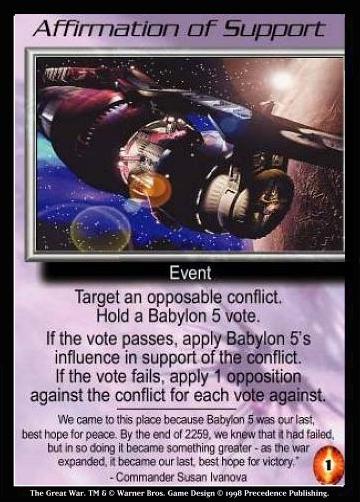 Affirmation of Support
Event
Target an opposable conflict.
Hold a Babylon 5 vote.
If the vote passes, apply Babylon 5's
influence in support of the conflict.
If the vote fails, apply 1 opposition
against the conflict for each vote against.
We came to this place because Babylon 5 was our last,
best hope for peace. By the end of 2259, we knew that it had failed,
but in so doing it became something greater - as the war
expanded, it became our last, best hope for victory."
- Commander Susan Ivanova
1
The Great War. TM & © Warner Bros. Game Design © 1998 Precedence Publishing.